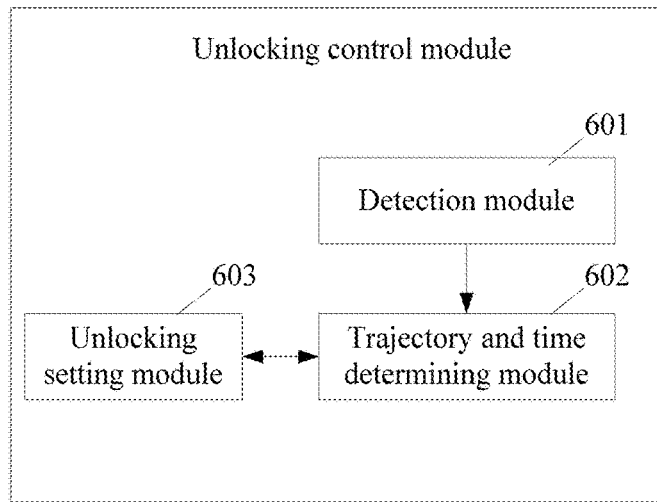 Unlocking control module
601
Detection module
603
602
Unlocking
setting module
Trajectory and time
determining module